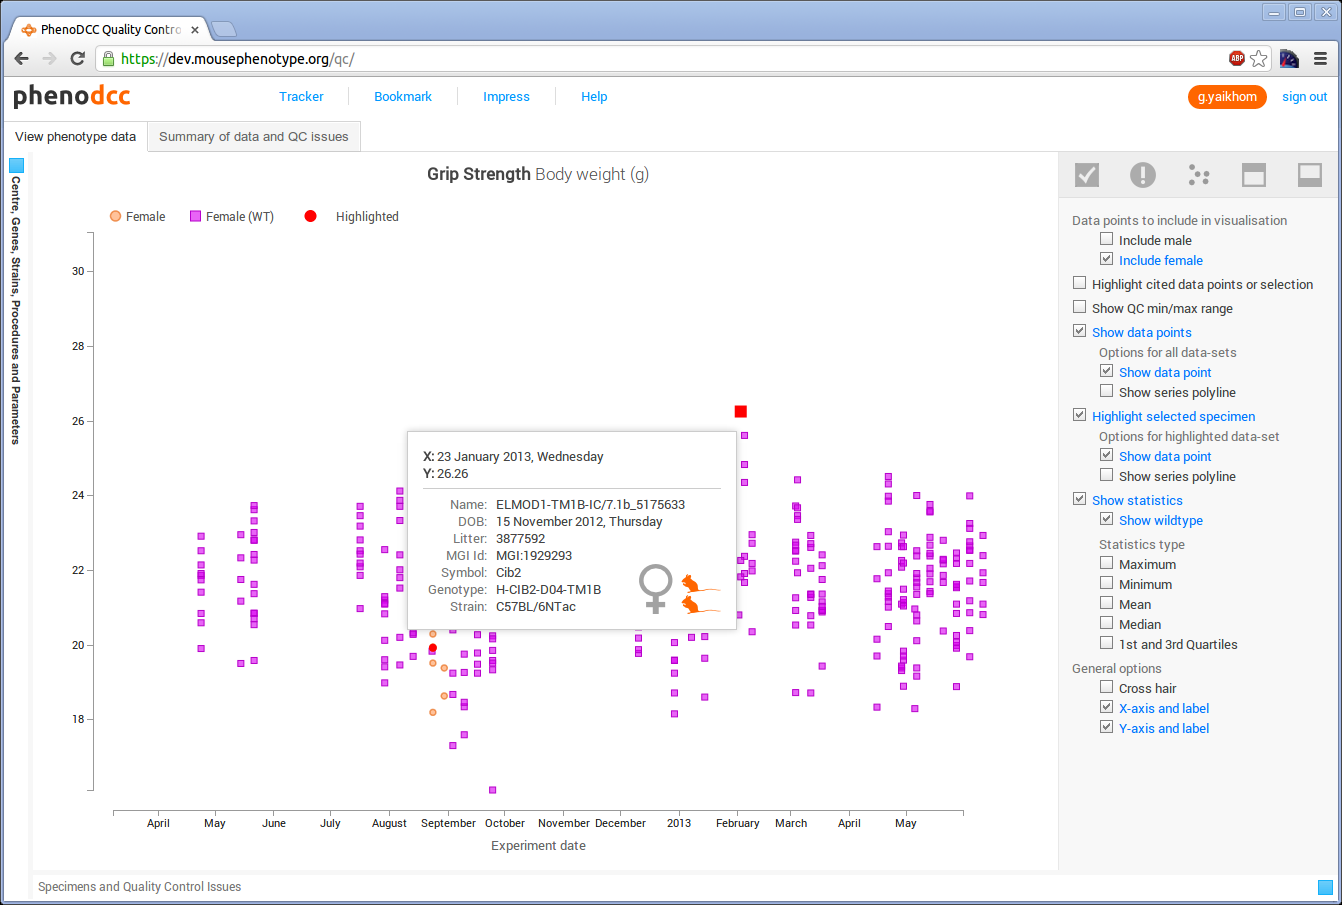 PhenoDCC Quality Contro
https://dev.mousephenotype.org/qc/
ABP
phenodcc
Tracker
Bookmark
Impress
Help
g.yaikhom
sign out
View phenotype data
Summary of data and QC issues
Centre, Genes, Strains, Procedures and Parameters
Grip Strength Body weight (g)
Female
Female (WT)
Highlighted
30
28
26
24
22
20
18
X: 23 January 2013, Wednesday
Y: 26.26
Name: ELMOD1-TM1B-IC/7.1b_5175633
DOB: 15 November 2012, Thursday
Litter: 3877592
MGI Id: MGI:1929293
Symbol: Cib2
Genotype: H-CIB2-D04-TM1B
Strain: C57BL/6NTac
April May June July August September October November December 2013 February March April May
Experiment date
Data points to include in visualisation
Include male
Include female
Highlight cited data points or selection
Show QC min/max range
Show data points
Options for all data-sets
Show data point
Show series polyline
Highlight selected specimen
Options for highlighted data-set
Show data point
Show series polyline
Show statistics
Show wildtype
Statistics type
Maximum
Minimum
Mean
Median
1st and 3rd Quartiles
General options
Cross hair
X-axis and label
Y-axis and label
Specimens and Quality Control Issues